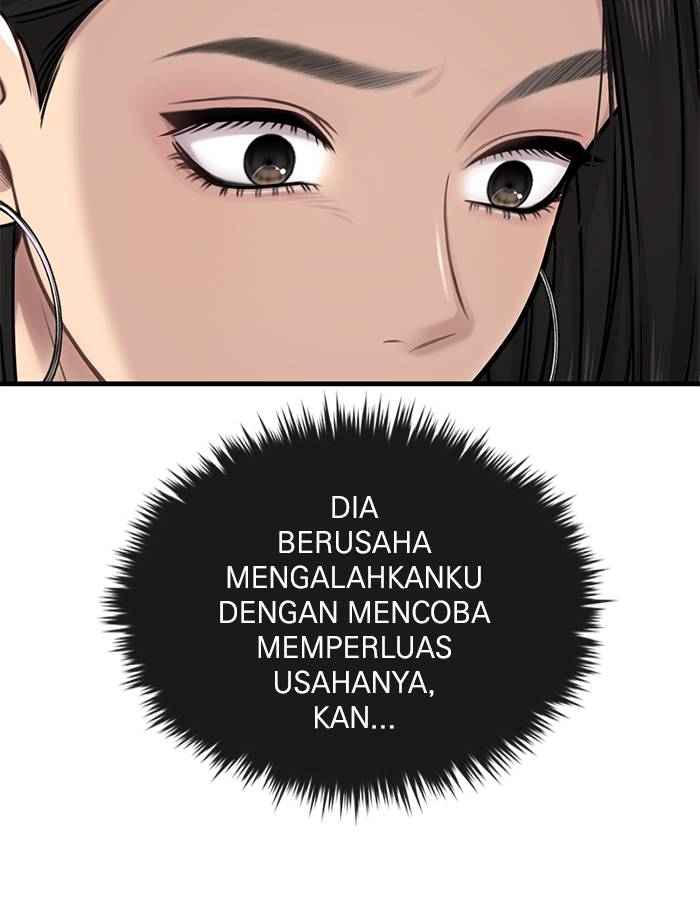 DIA
BERUSAHA
MENGALAHKANKU
DENGAN MENCOBA
MEMPERLUAS
USAHANYA,
KAN...